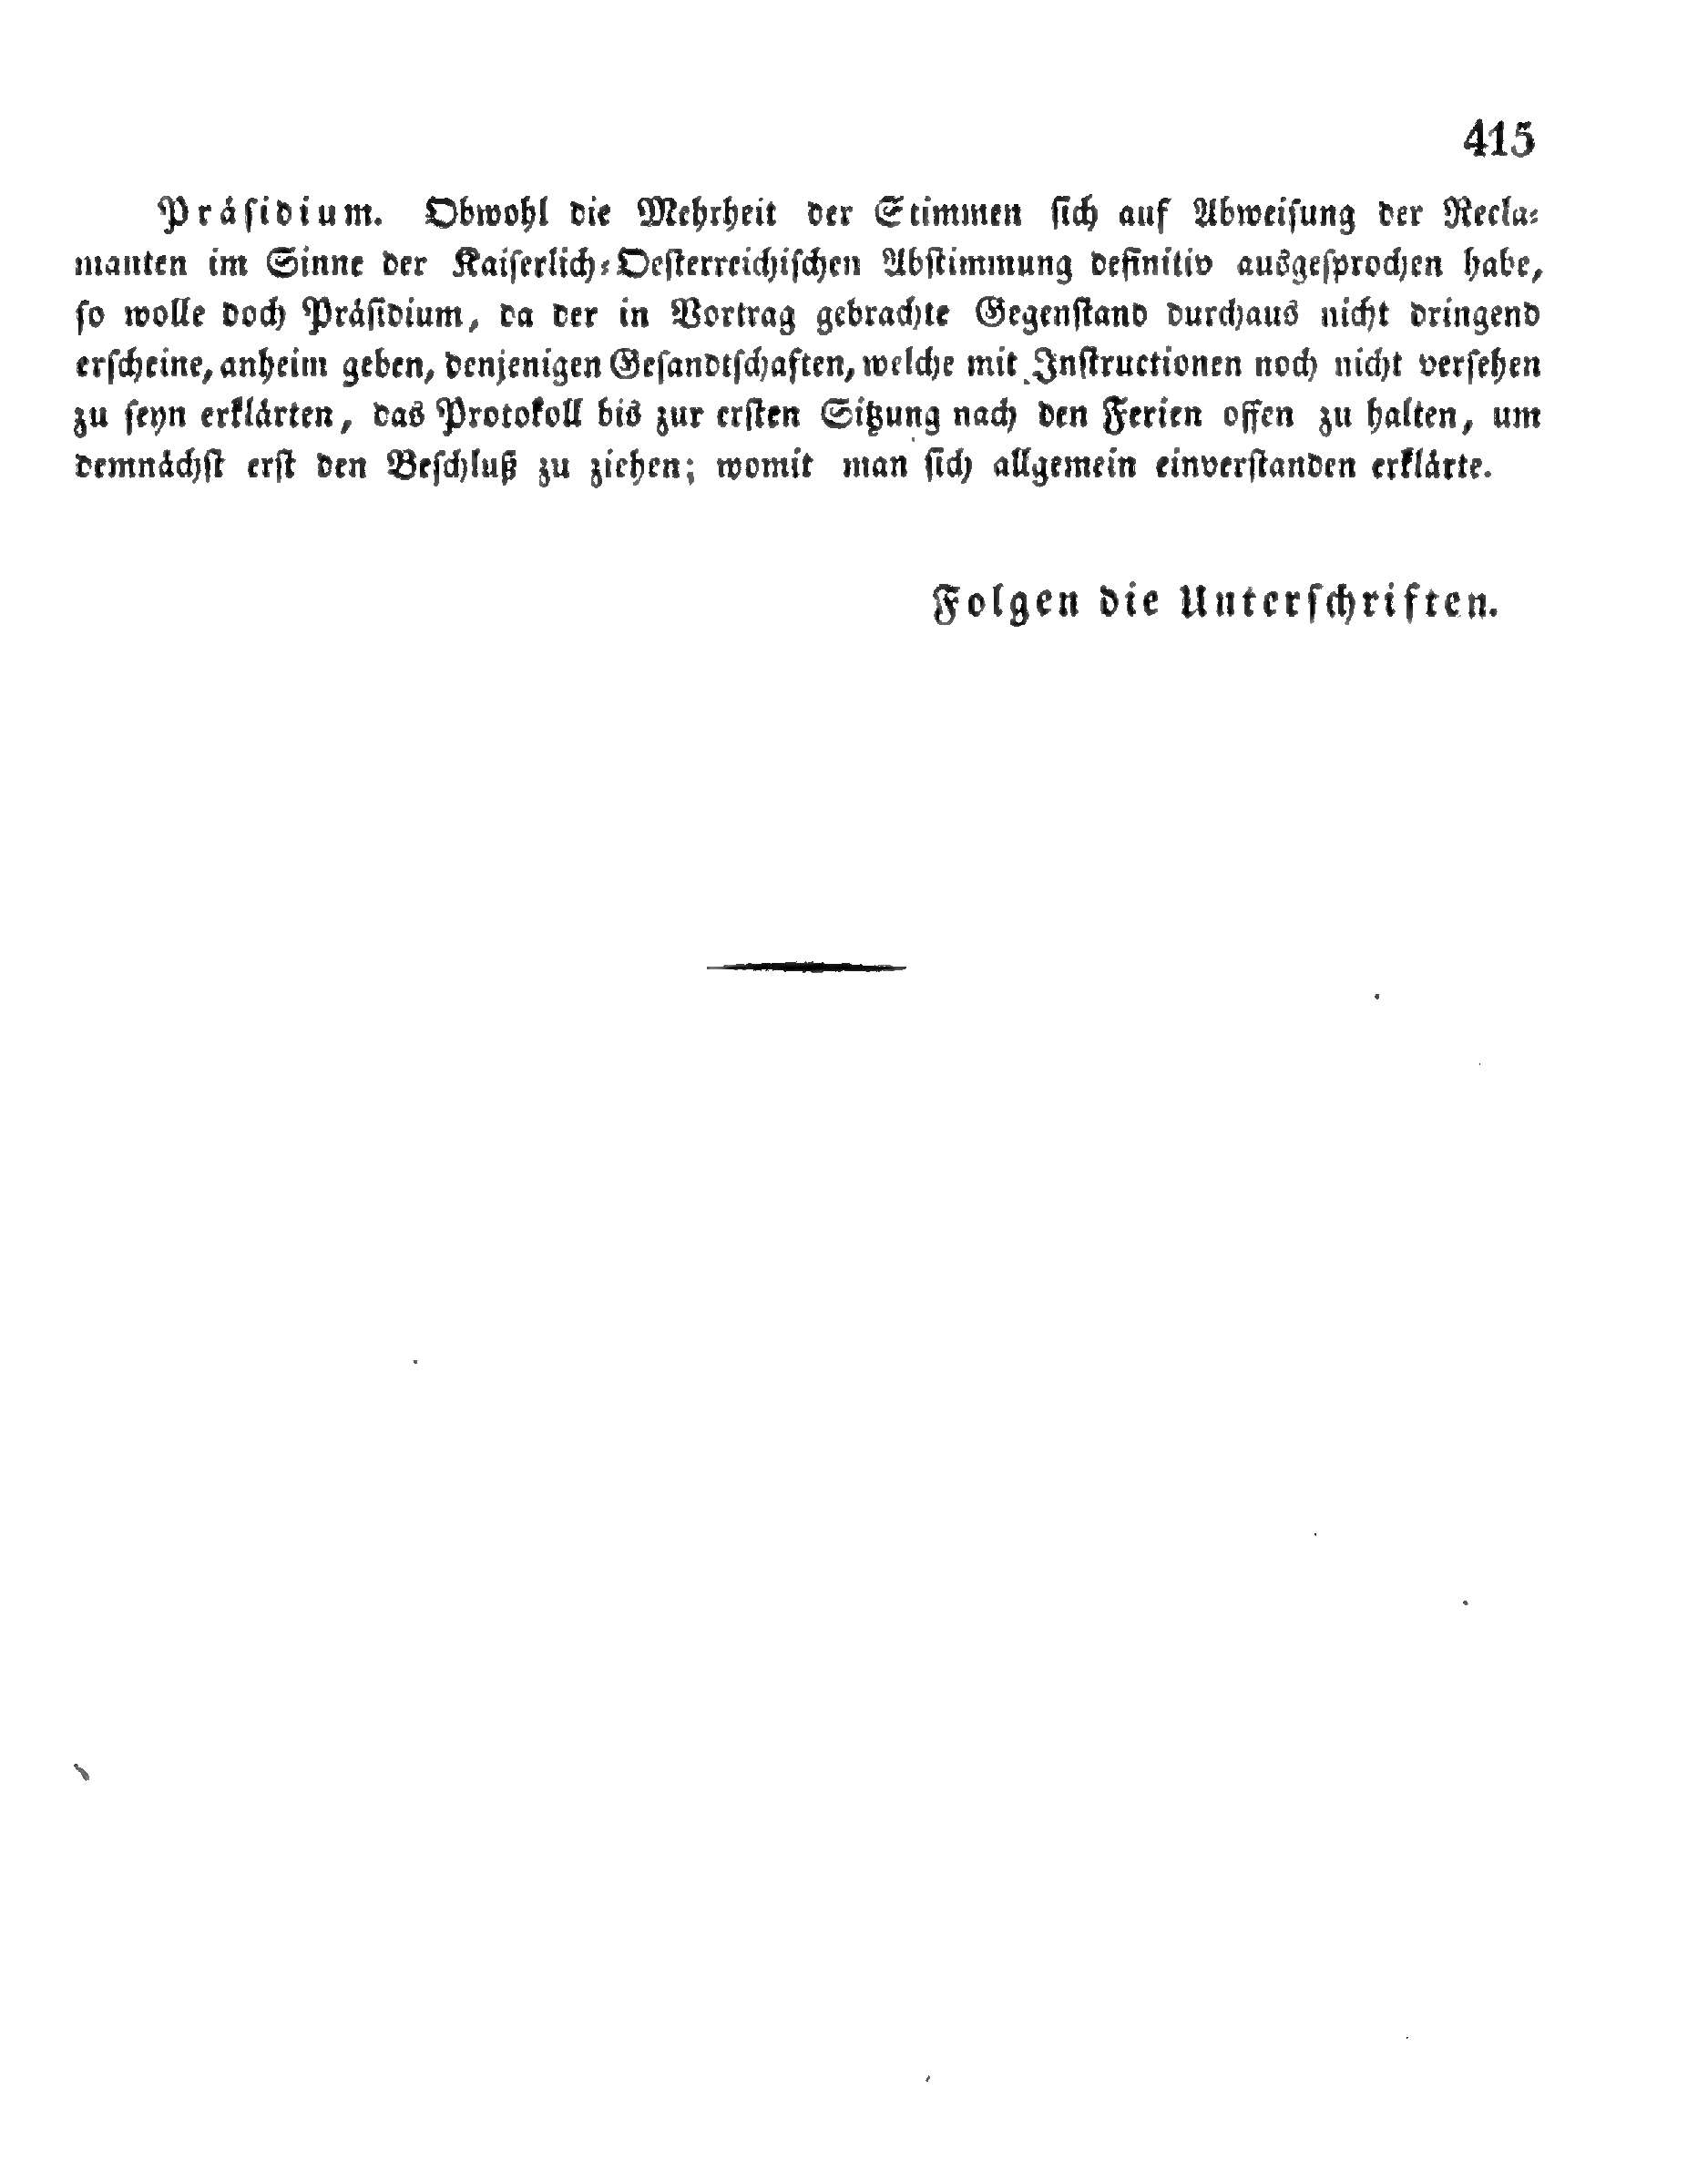 415
Präsidium. Obwohl die Mehrheit der Stimmen sich auf Abweisung der Recla-
manten im Sinne der Kaiserlich-Oesterreichischen Abstimmung definitiv ausgesprochen habe,
so wolle doch Präsidium, da der in Vortrag gebrachte Gegenstand durchaus nicht dringend
erscheine, anheim geben, denjenigen Gesandtschaften, welche mit Instructionen noch nicht versehen
zu seyn erklärten, das Protokoll bis zur ersten Sitzung nach den Ferien offen zu halten, um
demnächst erst den Beschluß zu ziehen; womit man sich allgemein einverstanden erklärte.
Folgen die Unterschriften.